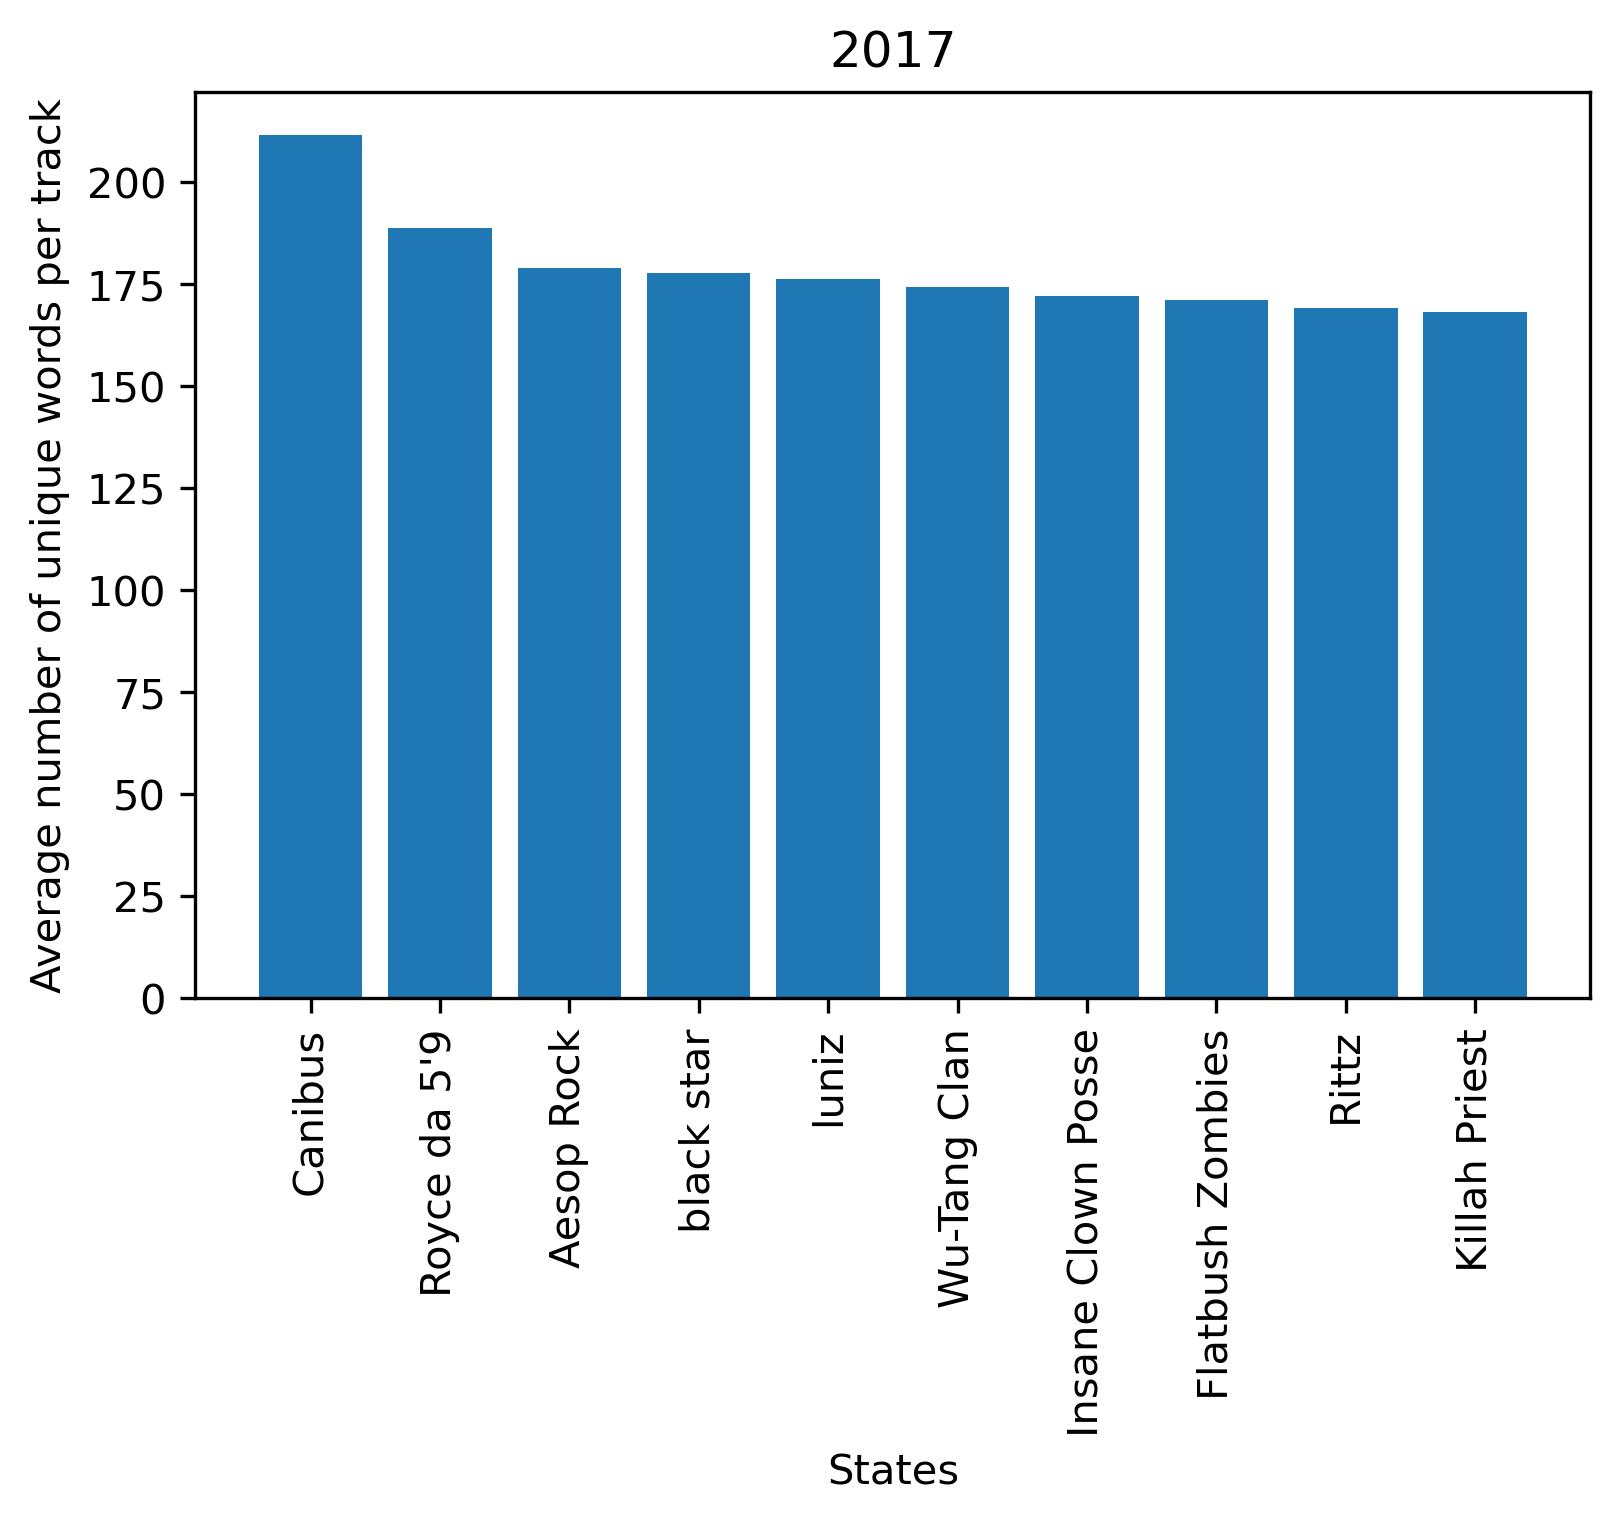 2017
Average number of unique words per track
200
175
150
125
100
75
50
25
0
Canibus
Royce da 5'9
Aesop Rock
black star
luniz
Wu-Tang Clan
Insane Clown Posse
Flatbush Zombies
Rittz
Killah Priest
States